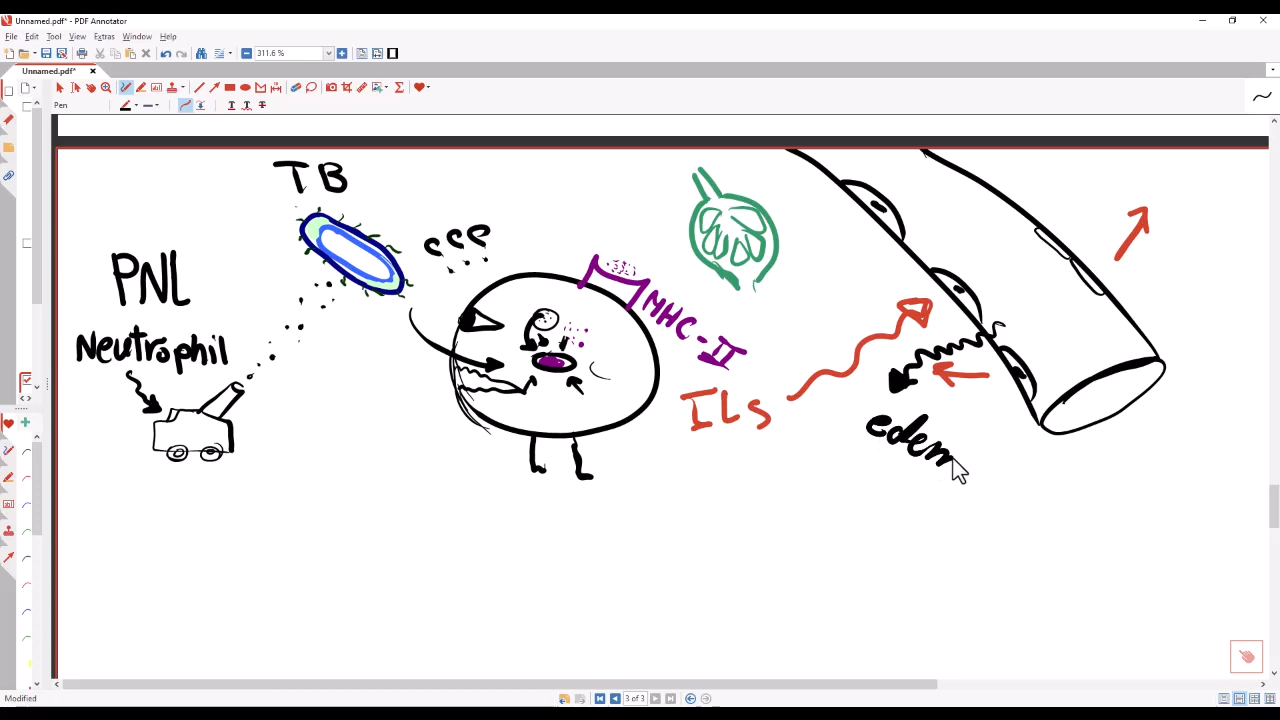 Unnamed.pdf* - PDF Annotator
File Edit Tool View Extras Window Help
311.6 %
Unnamed.pdf*
Pen
TB
PNL
Neutrophil
MHC-II
ILs
edem
Modified
3 of 3